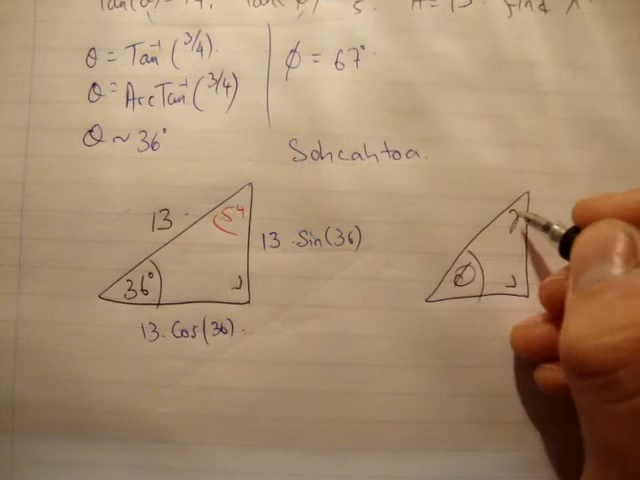 θ = Tan⁻¹(3/4).
θ = ArcTan⁻¹(3/4)
θ ~ 36°
φ = 67°
Sohcahtoa.
13
54
13.Sin(36)
36°
13.Cos(36).
φ